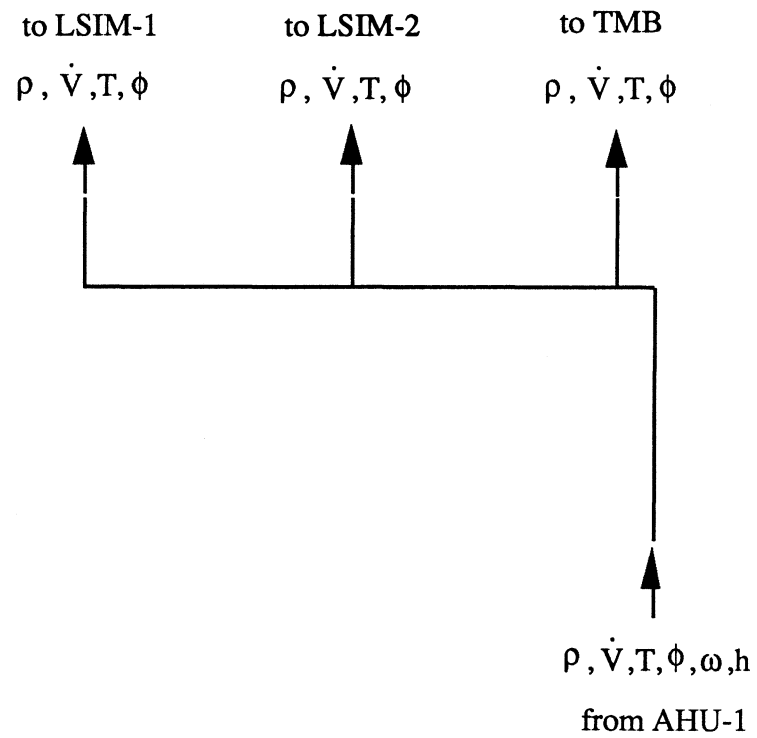 to LSIM-1 to LSIM-2 to TMB
ρ, V̇,T,ϕ ρ, V̇,T,ϕ ρ, V̇,T,ϕ
ρ,V̇,T,ϕ,ω,h
from AHU-1